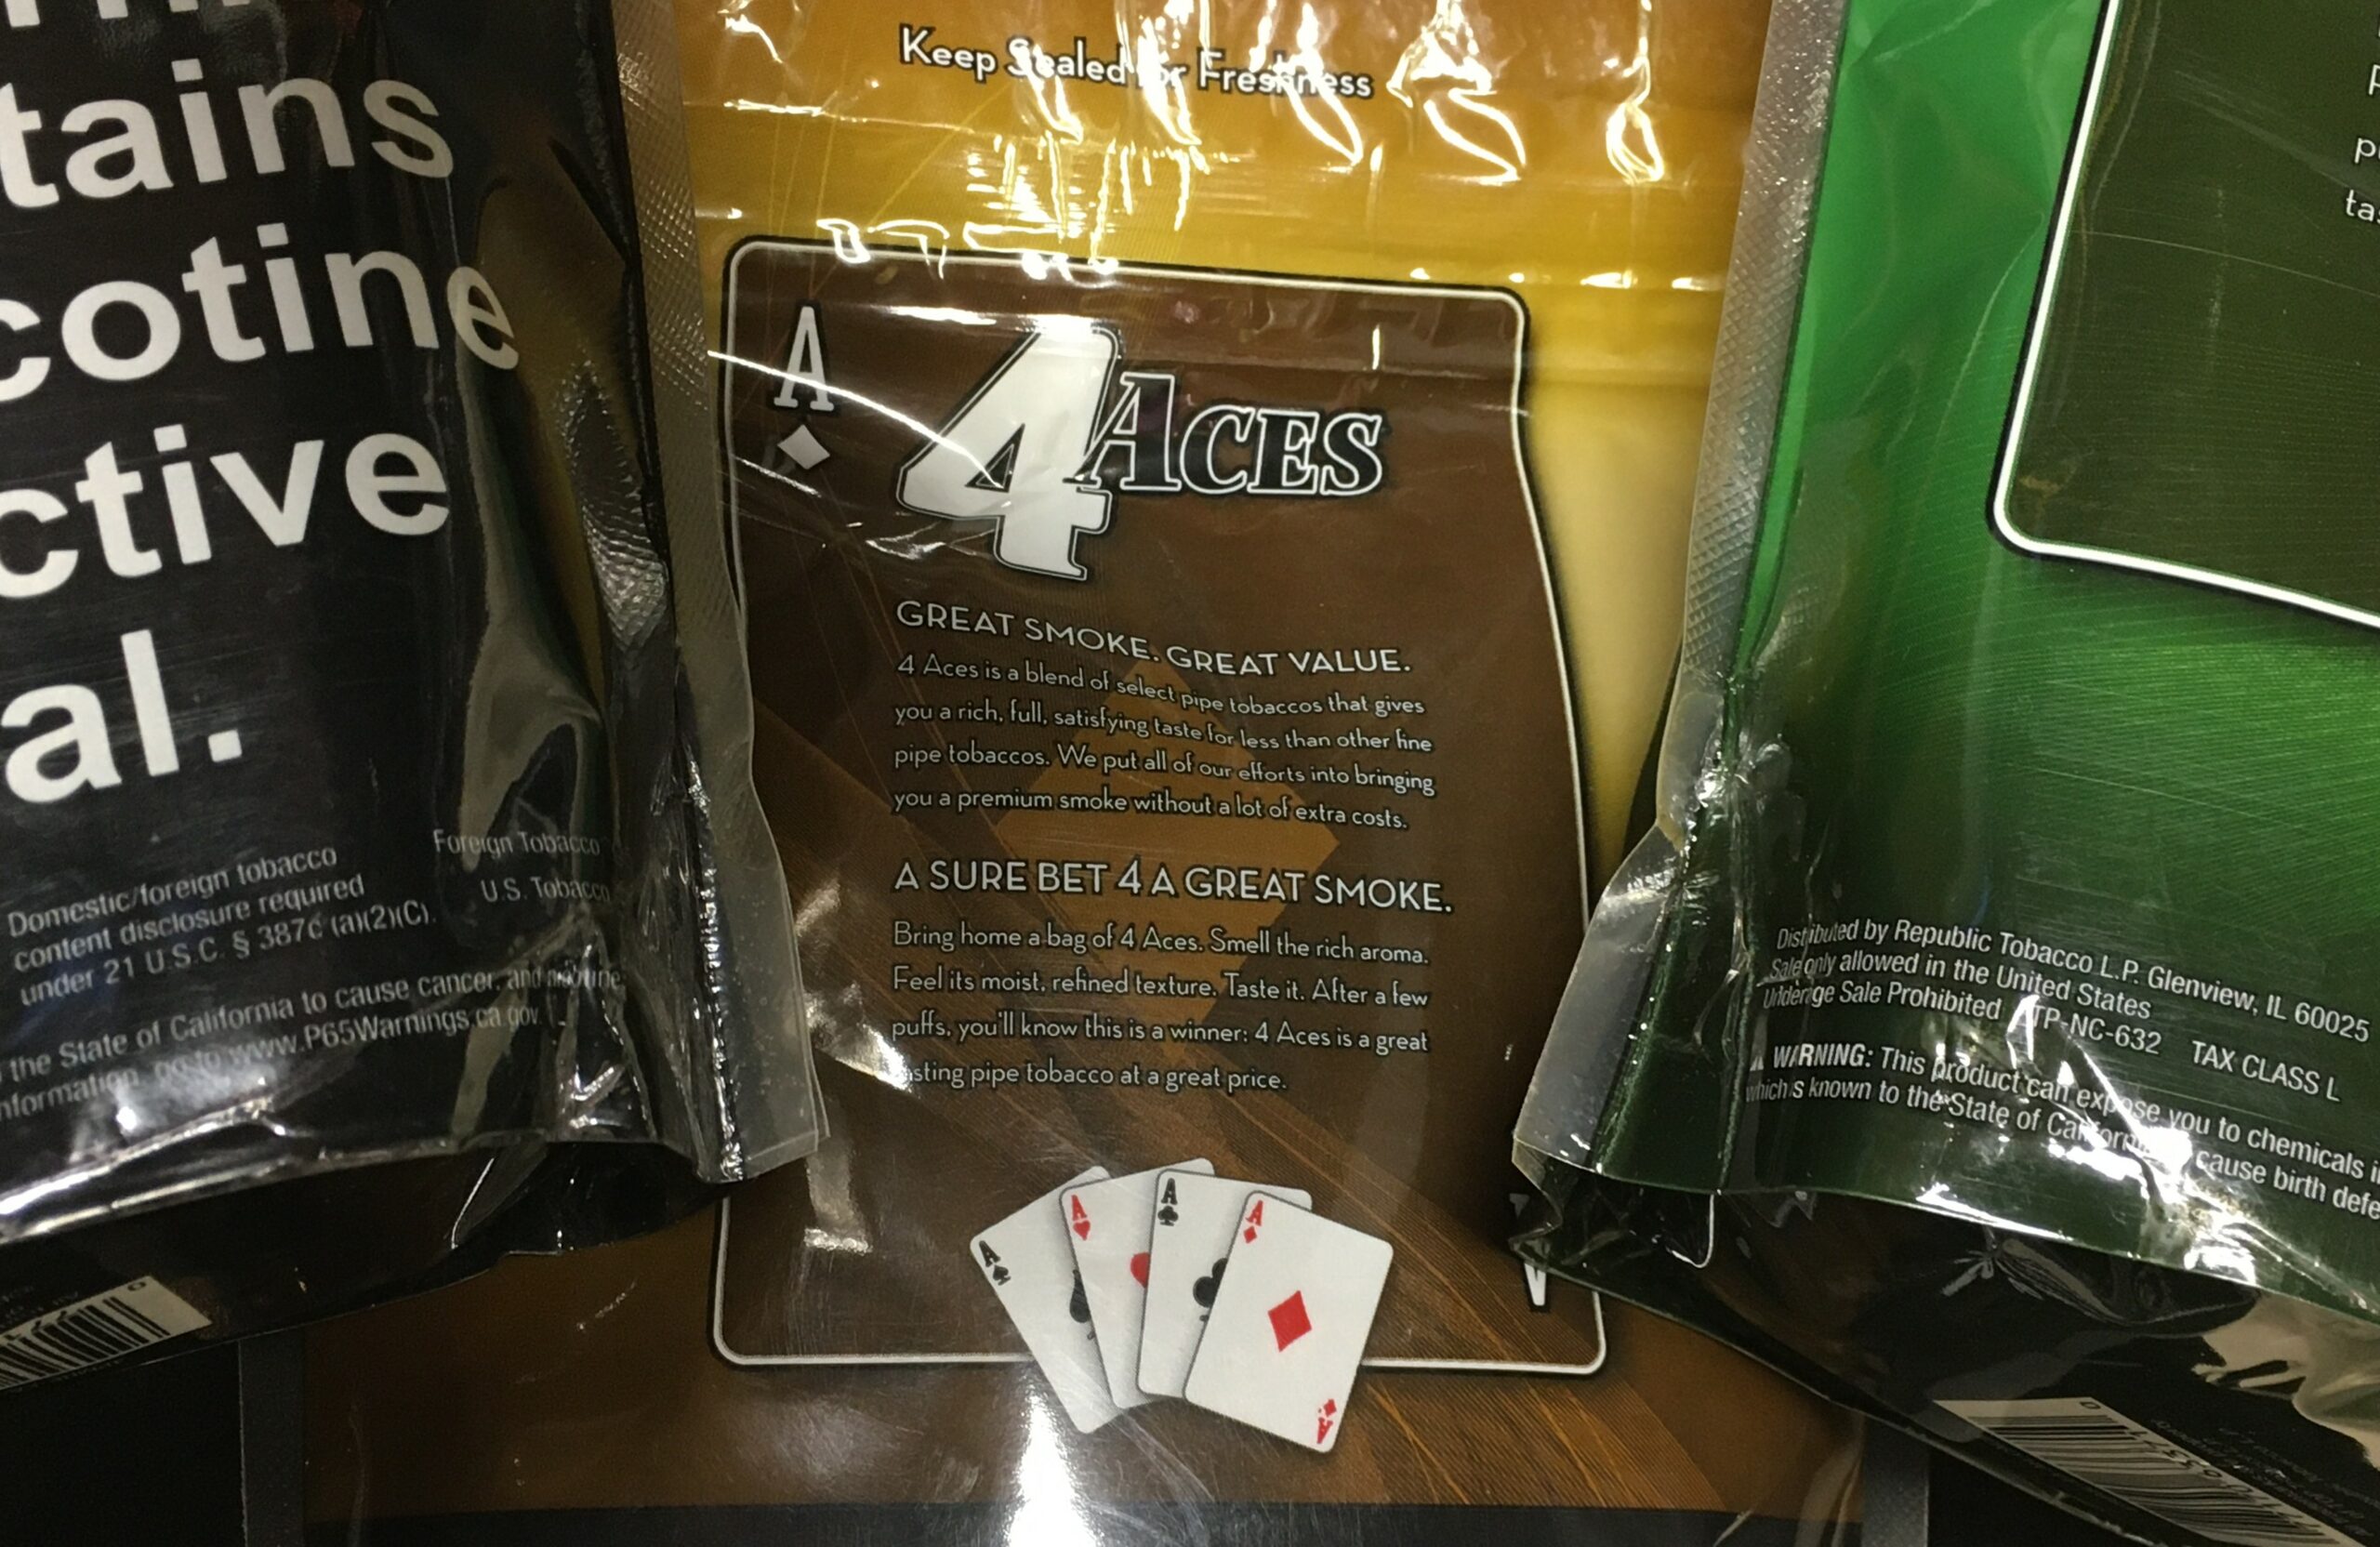 tains
cotine
ctive
al.
Domestic/foreign tobacco
content disclosure required
under 21 U.S.C. § 387c (a)(2)(C).
Foreign Tobacco
U.S. Tobacco
the State of California to cause cancer, and
www.P65Warnings.ca.gov.
Keep Sealed for Freshness
A
4 ACES
GREAT SMOKE. GREAT VALUE.
4 Aces is a blend of select pipe tobaccos that gives
you a rich, full, satisfying taste for less than other fine
pipe tobaccos. We put all of our efforts into bringing
you a premium smoke without a lot of extra costs.
A SURE BET 4 A GREAT SMOKE.
Bring home a bag of 4 Aces. Smell the rich aroma.
Feel its moist, refined texture. Taste it. After a few
puffs, you'll know this is a winner: 4 Aces is a great
asting pipe tobacco at a great price.
A
A
A
A
A
A
Distributed by Republic Tobacco L.P. Glenview, IL 60025
Sale only allowed in the United States
Underage Sale Prohibited TP-NC-632 TAX CLASS L
WARNING: This product can expose you to chemicals
which is known to the State of California cause birth defe